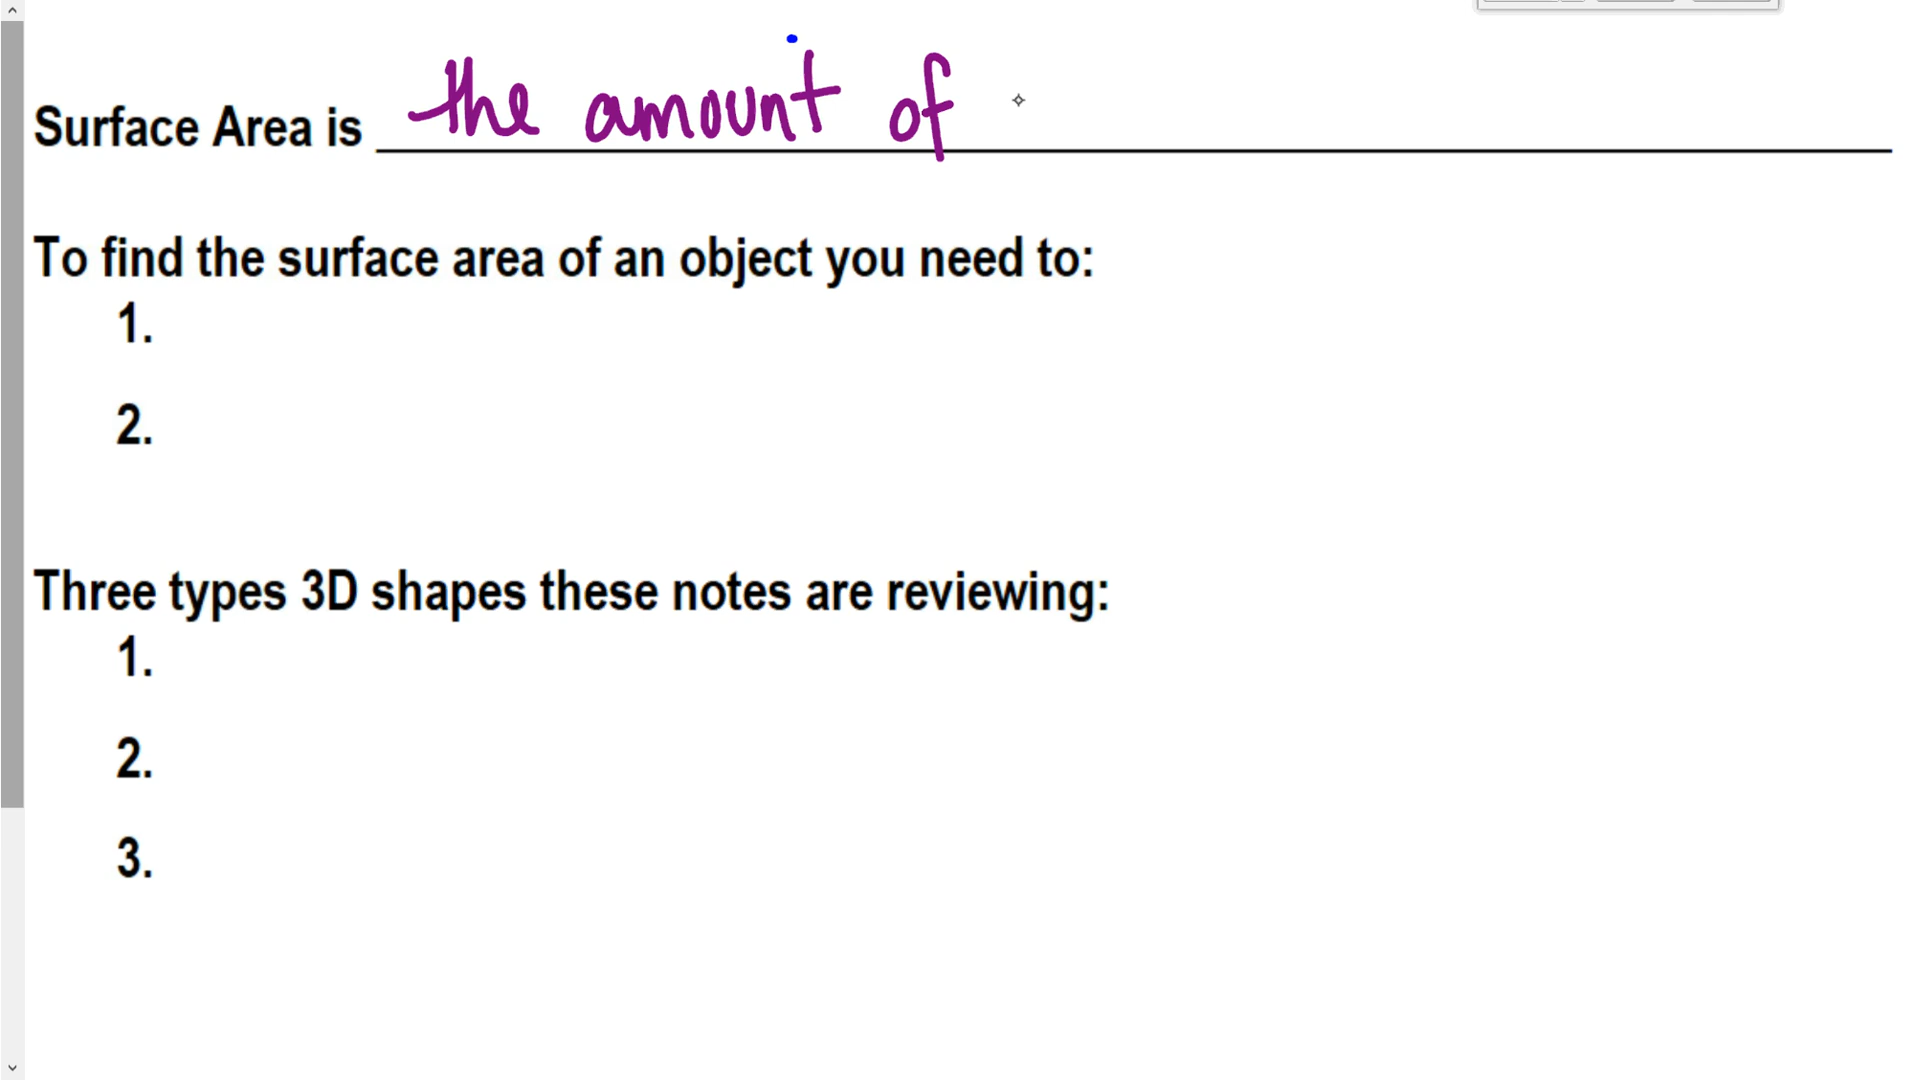 Surface Area is the amount of
To find the surface area of an object you need to:
1.
2.
Three types 3D shapes these notes are reviewing:
1.
2.
3.